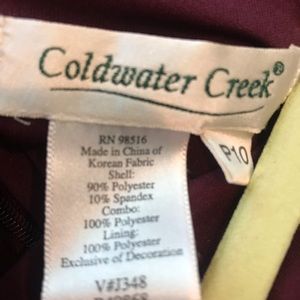 Coldwater Creek®
P10
RN 98516
Made in China of
Korean Fabric
Shell:
90% Polyester
10% Spandex
Combo:
100% Polyester
Lining:
100% Polyester
Exclusive of Decoration
V#J348